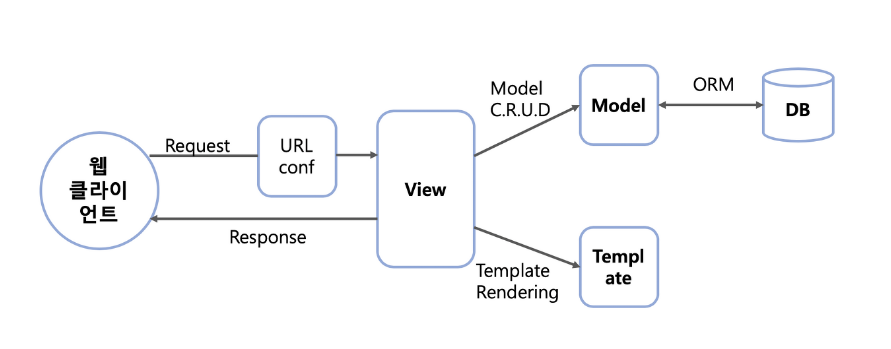 웹
클라이
언트
Request
URL
conf
Response
View
Model
C.R.U.D
Model
ORM
DB
Template
Rendering
Templ
ate